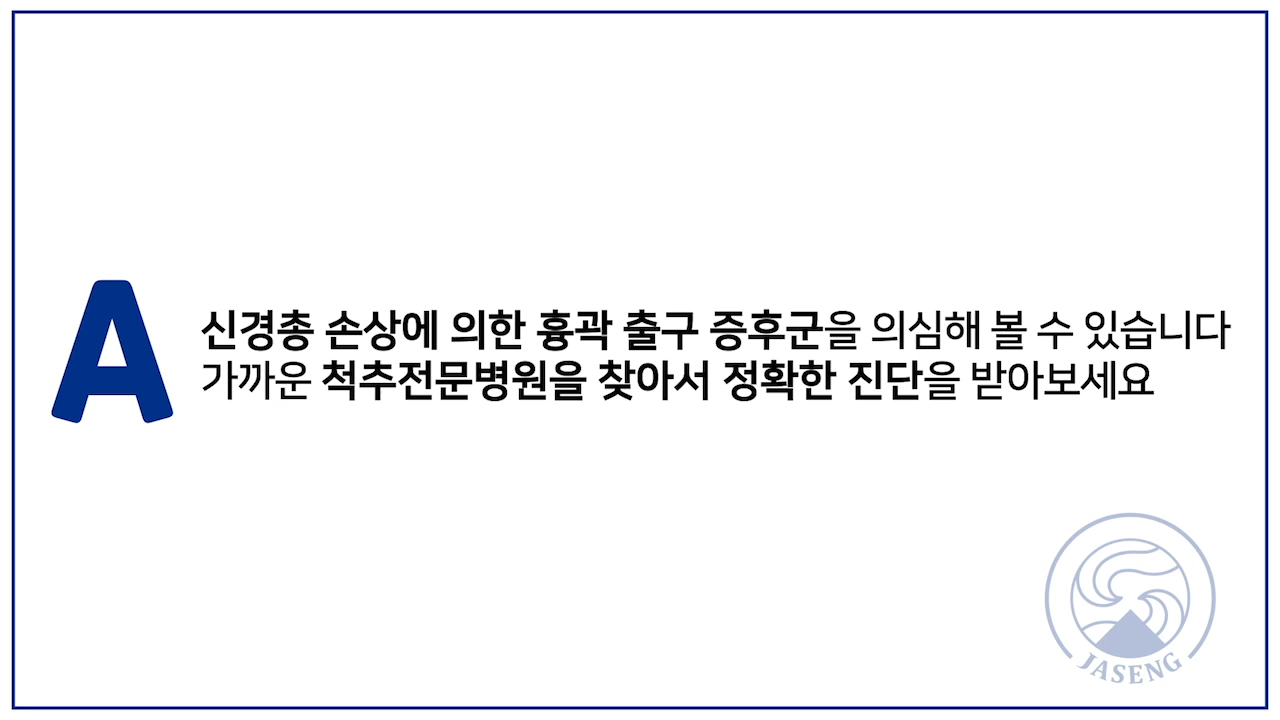 A
신경총 손상에 의한 흉곽 출구 증후군을 의심해 볼 수 있습니다
가까운 척추전문병원을 찾아서 정확한 진단을 받아보세요
JASENG